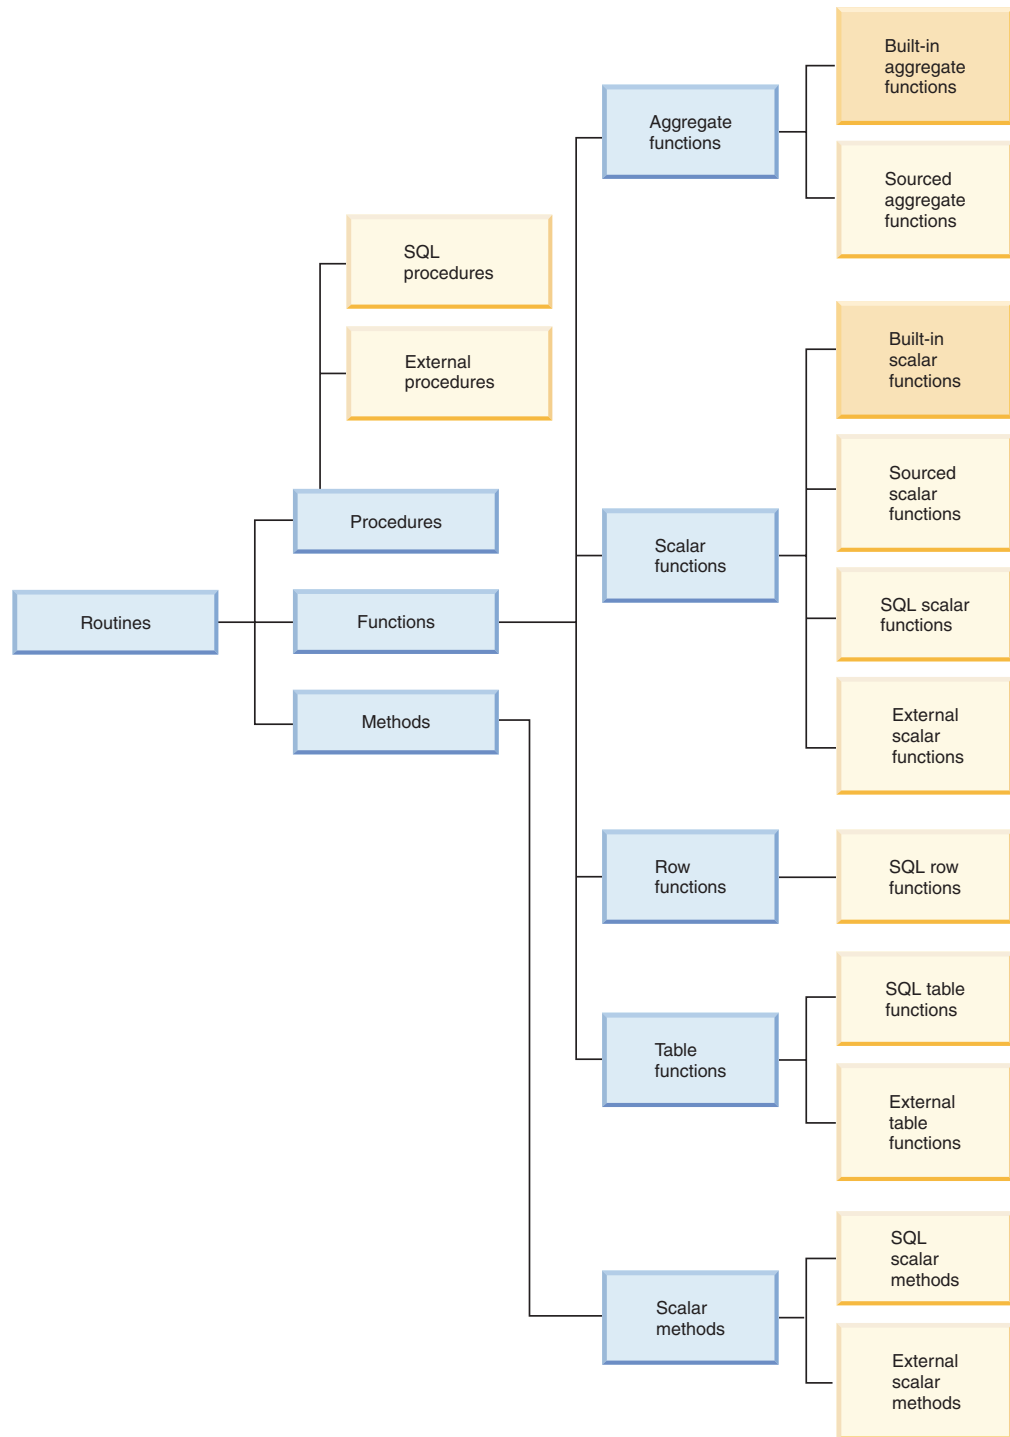 Built-in
aggregate
functions
Aggregate
functions
Sourced
aggregate
functions
SQL
procedures
External
procedures
Built-in
scalar
functions
Sourced
scalar
functions
Procedures
Scalar
functions
Routines
Functions
SQL scalar
functions
Methods
External
scalar
functions
Row
functions
SQL row
functions
SQL table
functions
Table
functions
External
table
functions
SQL
scalar
methods
Scalar
methods
External
scalar
methods